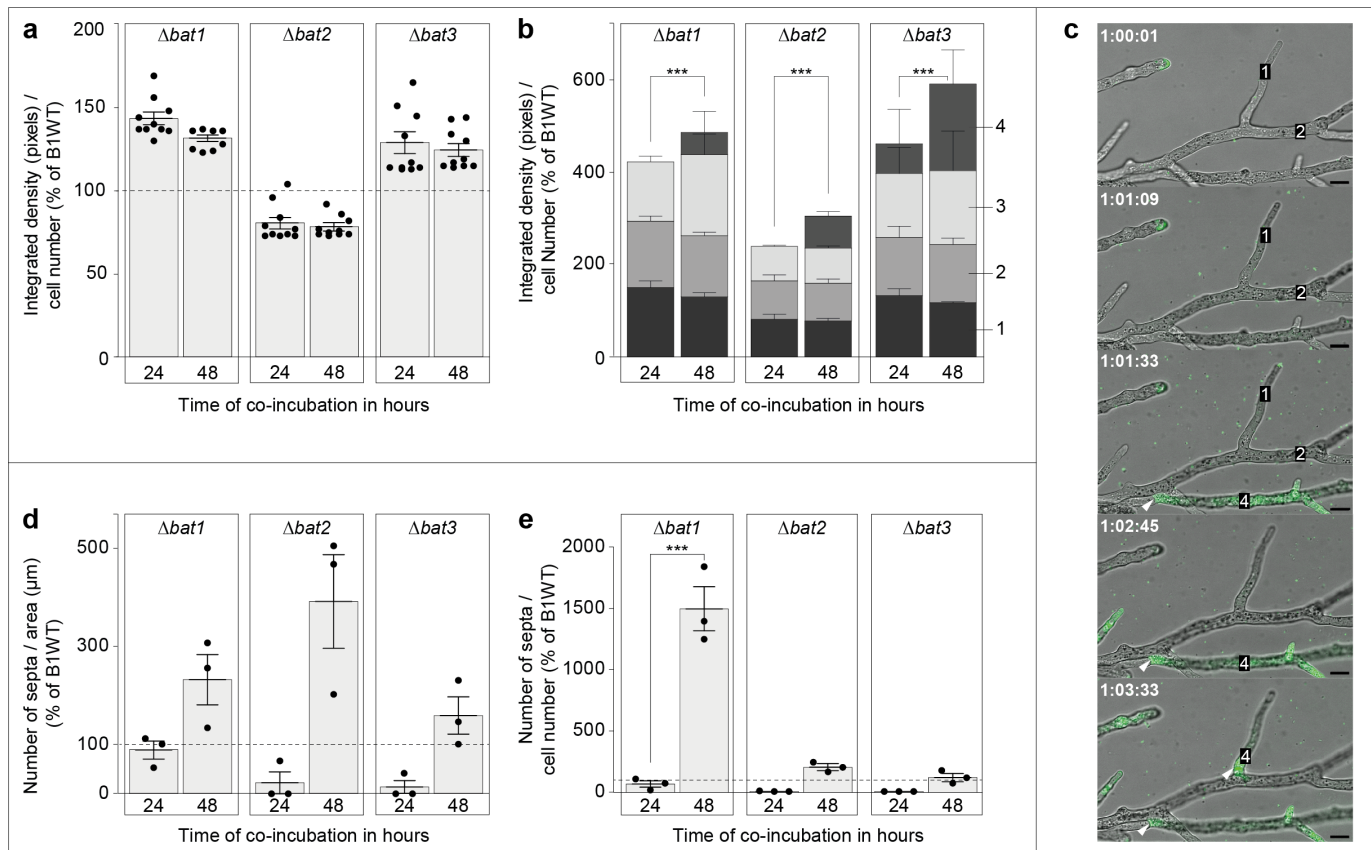 a
Integrated density (pixels) /
cell number (% of B1WT)
200
150
100
50
0
Δbat1
Δbat2
Δbat3
24 48 24 48 24 48
Time of co-incubation in hours
b
Integrated density (pixels) /
cell Number (% of B1WT)
600
400
200
0
Δbat1
Δbat2
Δbat3
*** *** ***
4
3
2
1
24 48 24 48 24 48
Time of co-incubation in hours
c
1:00:01
1
2
1:01:09
1
2
1:01:33
1
2
4
1:02:45
4
1:03:33
4
d
Number of septa / area (µm)
(% of B1WT)
500
300
100
0
Δbat1
Δbat2
Δbat3
24 48 24 48 24 48
Time of co-incubation in hours
e
Number of septa /
cell number (% of B1WT)
2000
1500
1000
500
0
Δbat1
Δbat2
Δbat3
***
24 48 24 48 24 48
Time of co-incubation in hours